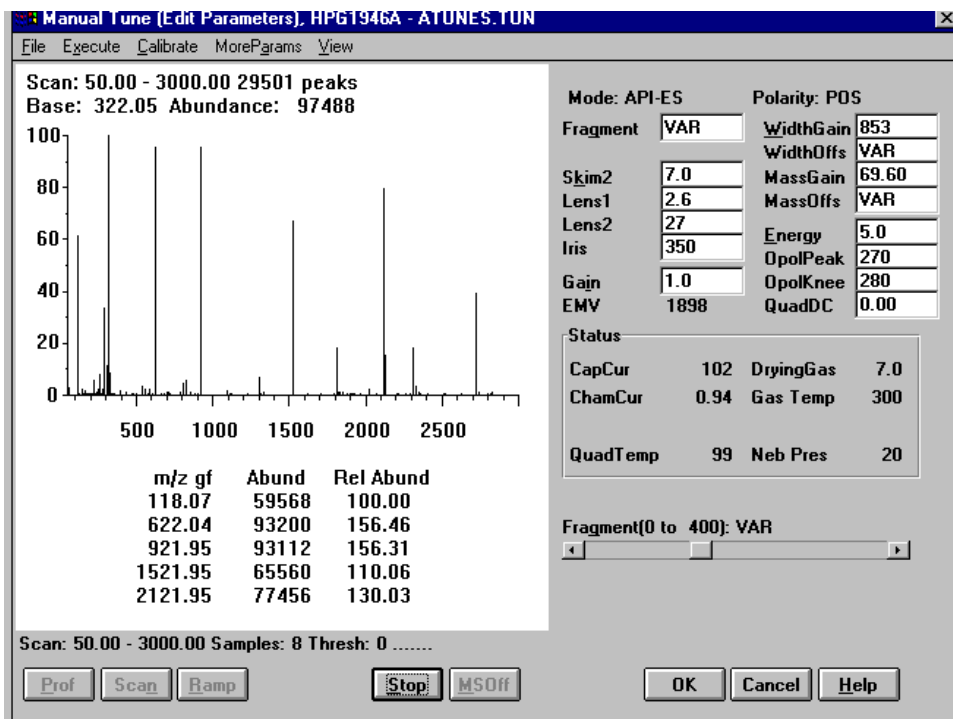 Manual Tune (Edit Parameters), HPG1946A - ATUNES.TUN
File Execute Calibrate MoreParams View
Scan: 50.00 - 3000.00 29501 peaks
Base: 322.05 Abundance: 97488
100
80
60
40
20
0
500 1000 1500 2000 2500
m/z gf Abund Rel Abund
118.07 59568 100.00
622.04 93200 156.46
921.95 93112 156.31
1521.95 65560 110.06
2121.95 77456 130.03
Mode: API-ES Polarity: POS
Fragment VAR WidthGain 853
WidthOffs VAR
Skim2 7.0 MassGain 69.60
Lens1 2.6 MassOffs VAR
Lens2 27 Energy 5.0
Iris 350 OpolPeak 270
Gain 1.0 OpolKnee 280
EMV 1898 QuadDC 0.00
Status
CapCur 102 DryingGas 7.0
ChamCur 0.94 Gas Temp 300
QuadTemp 99 Neb Pres 20
Fragment(0 to 400): VAR
Scan: 50.00 - 3000.00 Samples: 8 Thresh: 0 .......
Prof Scan Ramp Stop MSOff OK Cancel Help